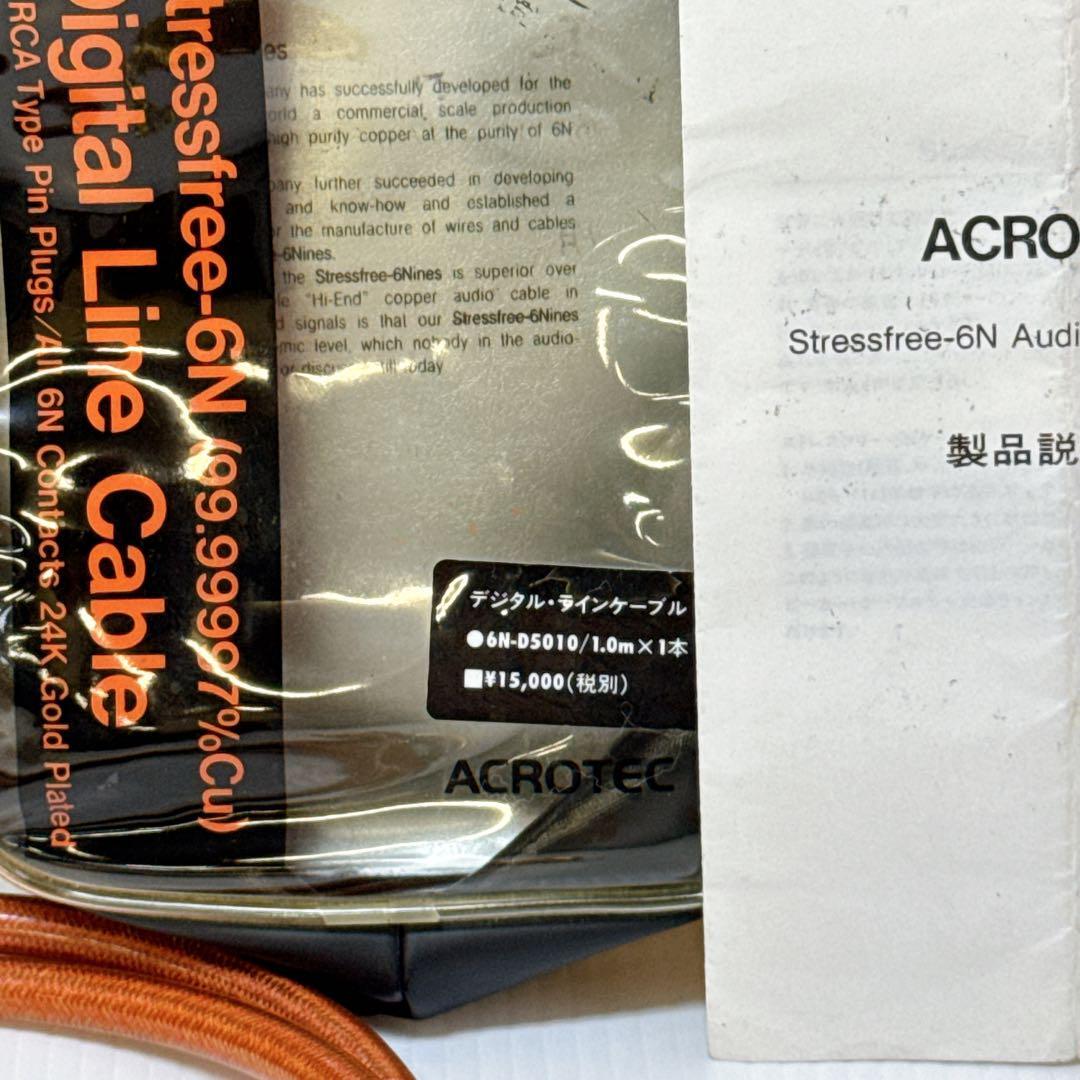 Stressfree-6N (99.99997%Cu)
Digital Line Cable
RCA Type Pin Plugs/All 6N Contacts 24K Gold Plated
es
any has successfully developed for the
a commercial scale production
high purity copper at the purity of 6N
further succeeded in developing
and know-how and established a
the manufacture of wires and cables
-6Nines.
the Stressfree-6Nines is superior over
"Hi-End" copper audio cable in
signals is that our Stressfree-6Nines
level, which nobody in the audio-
till today
デジタル・ラインケーブル
●6N-D5010/1.0m×1本
■¥15,000(税別)
ACROTEC
ACRO
Stressfree-6N Audi
製品説